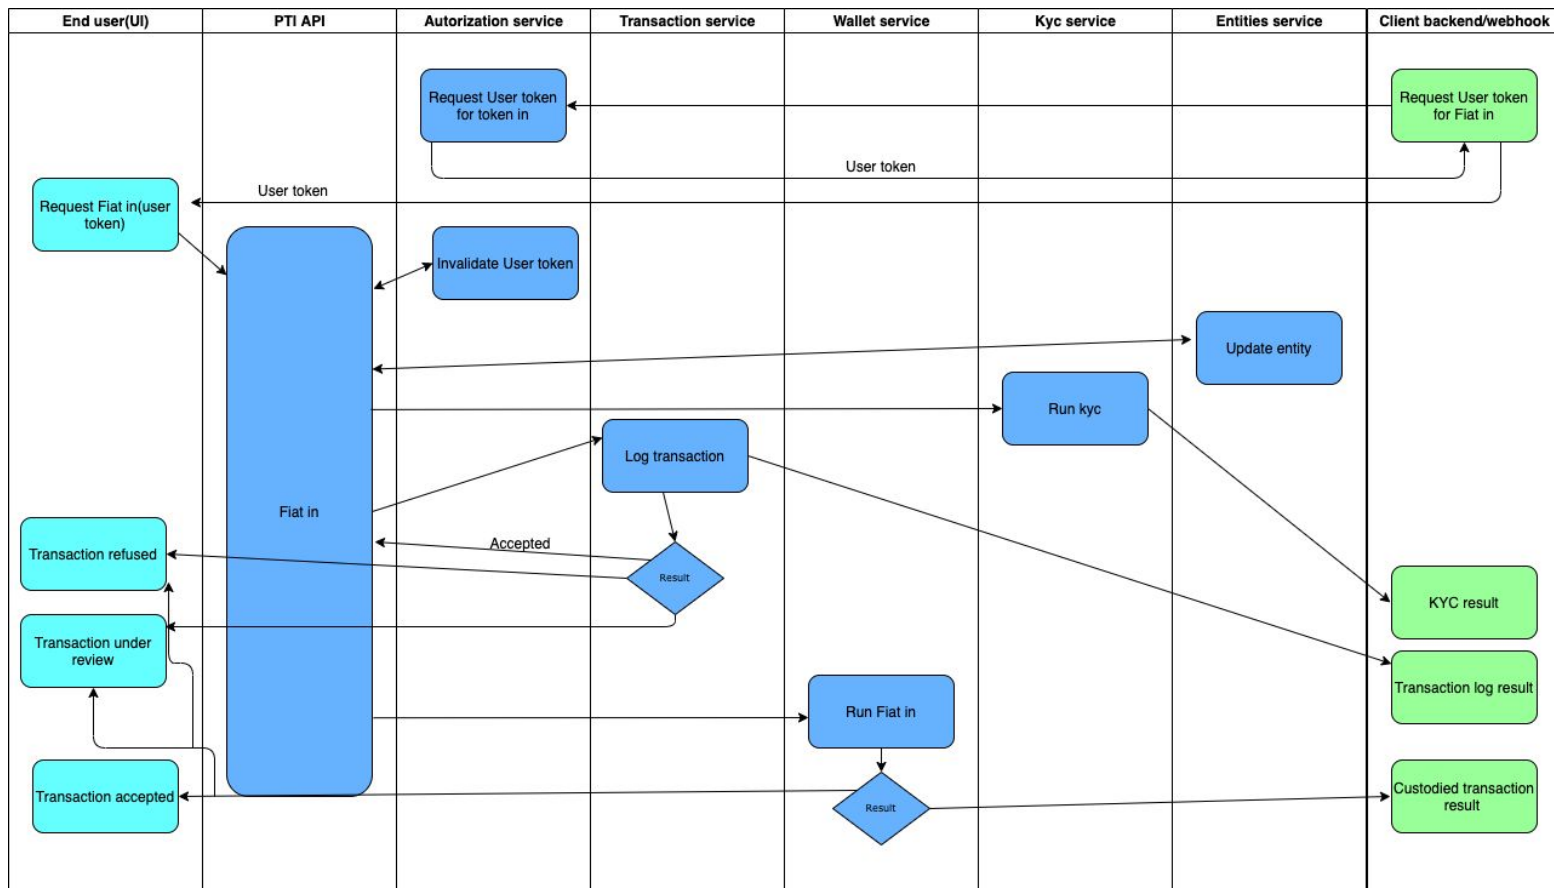 End user(UI)
PTI API
Autorization service
Transaction service
Wallet service
Kyc service
Entities service
Client backend/webhook
Request User token
for token in
Request User token
for Fiat in
User token
User token
Request Fiat in(user
token)
Invalidate User token
Update entity
Run kyc
Log transaction
Fiat in
Accepted
Transaction refused
Result
KYC result
Transaction under
review
Transaction log result
Run Fiat in
Transaction accepted
Result
Custodied transaction
result